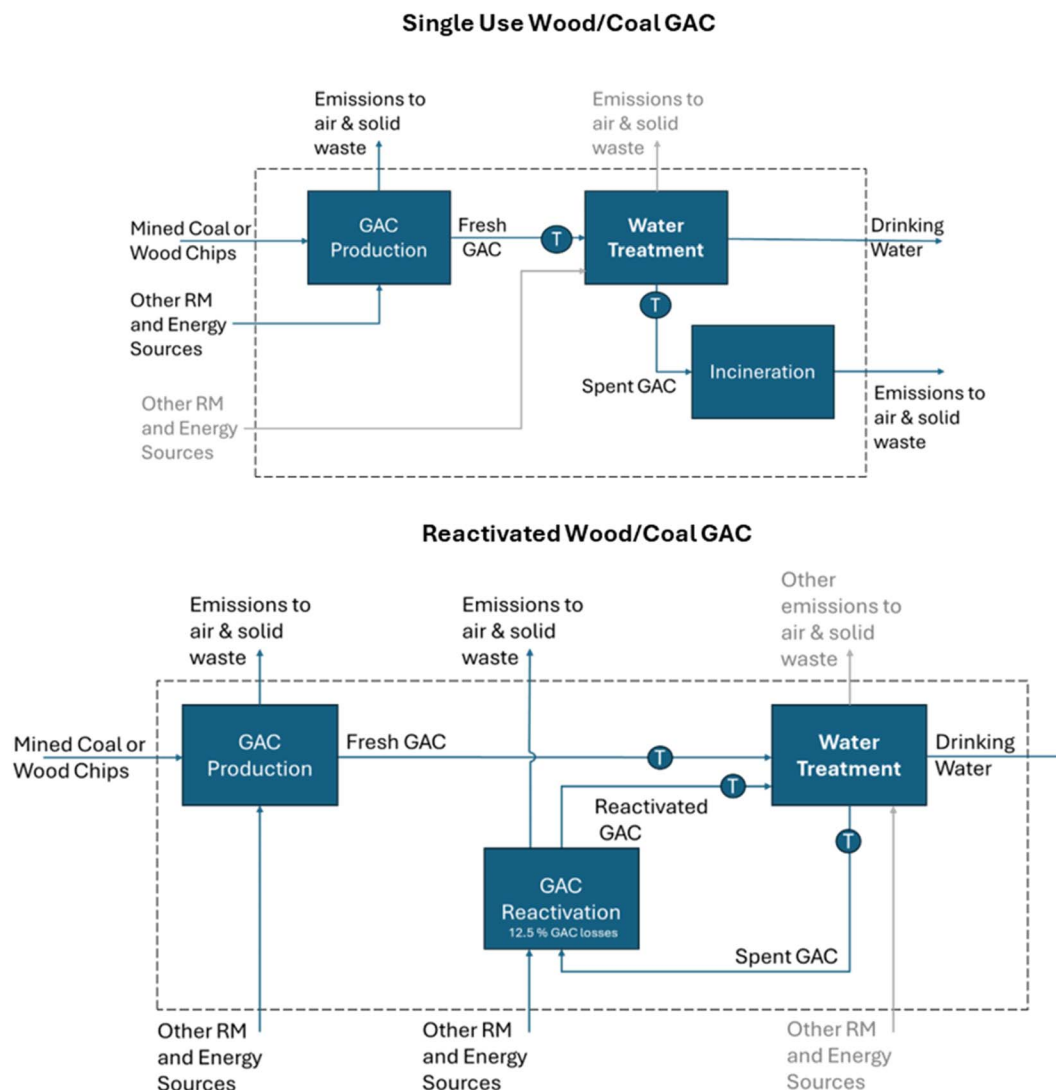 Single Use Wood/Coal GAC
Emissions to
air & solid
waste
Emissions to
air & solid
waste
Mined Coal or
Wood Chips
GAC
Production
Fresh
GAC
T
Water
Treatment
Drinking
Water
Other RM
and Energy
Sources
T
Spent GAC
Incineration
Emissions to
air & solid
waste
Other RM
and Energy
Sources
Reactivated Wood/Coal GAC
Emissions to
air & solid
waste
Emissions to
air & solid
waste
Other
emissions to
air & solid
waste
Mined Coal or
Wood Chips
GAC
Production
Fresh GAC
T
Water
Treatment
Drinking
Water
Reactivated
GAC
T
T
GAC
Reactivation
12.5 % GAC losses
Spent GAC
Other RM
and Energy
Sources
Other RM
and Energy
Sources
Other RM
and Energy
Sources